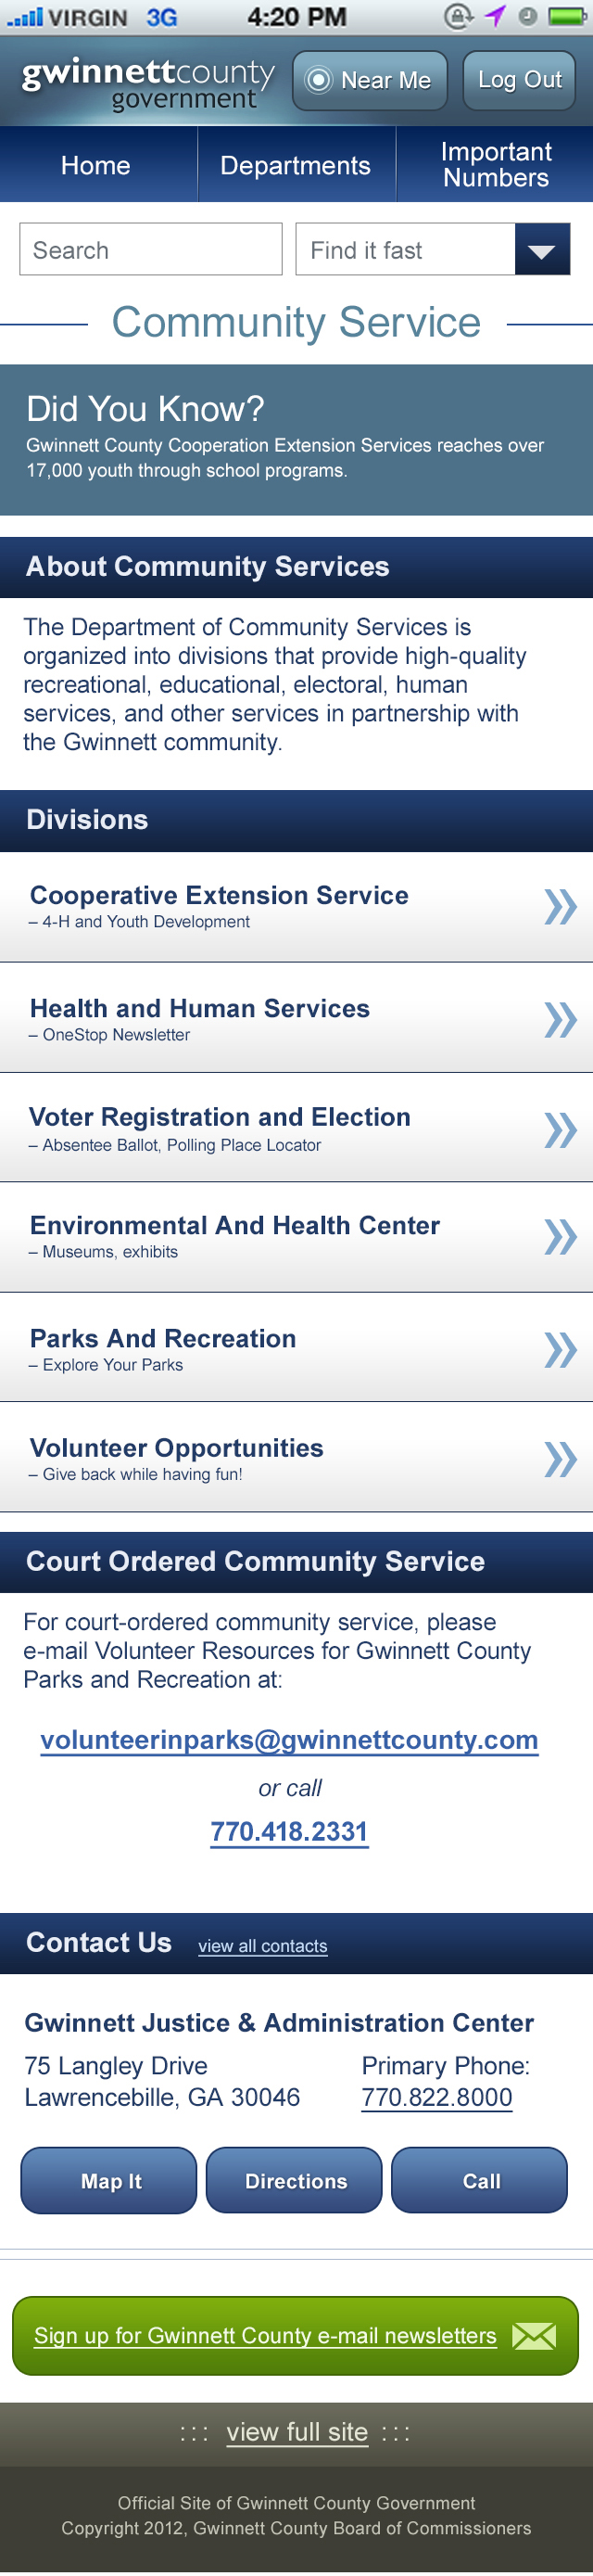 VIRGIN 3G 4:20 PM
gwinnettcounty
government
Near Me
Log Out
Home
Departments
Important
Numbers
Search
Find it fast
Community Service
Did You Know?
Gwinnett County Cooperation Extension Services reaches over
17,000 youth through school programs.
About Community Services
The Department of Community Services is
organized into divisions that provide high-quality
recreational, educational, electoral, human
services, and other services in partnership with
the Gwinnett community.
Divisions
Cooperative Extension Service
– 4-H and Youth Development
Health and Human Services
– OneStop Newsletter
Voter Registration and Election
– Absentee Ballot, Polling Place Locator
Environmental And Health Center
– Museums, exhibits
Parks And Recreation
– Explore Your Parks
Volunteer Opportunities
– Give back while having fun!
Court Ordered Community Service
For court-ordered community service, please
e-mail Volunteer Resources for Gwinnett County
Parks and Recreation at:
volunteerinparks@gwinnettcounty.com
or call
770.418.2331
Contact Us view all contacts
Gwinnett Justice & Administration Center
75 Langley Drive
Lawrencebille, GA 30046
Primary Phone:
770.822.8000
Map It
Directions
Call
Sign up for Gwinnett County e-mail newsletters
::: view full site :::
Official Site of Gwinnett County Government
Copyright 2012, Gwinnett County Board of Commissioners